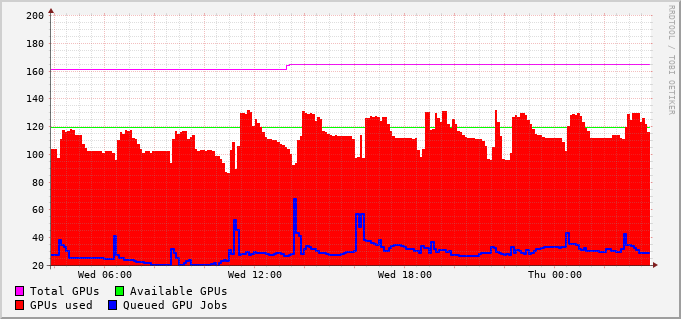 200
180
160
140
120
100
80
60
40
20
Wed 06:00 Wed 12:00 Wed 18:00 Thu 00:00
Total GPUs Available GPUs
GPUs used Queued GPU Jobs
RRDTOOL / TOBI OETIKER